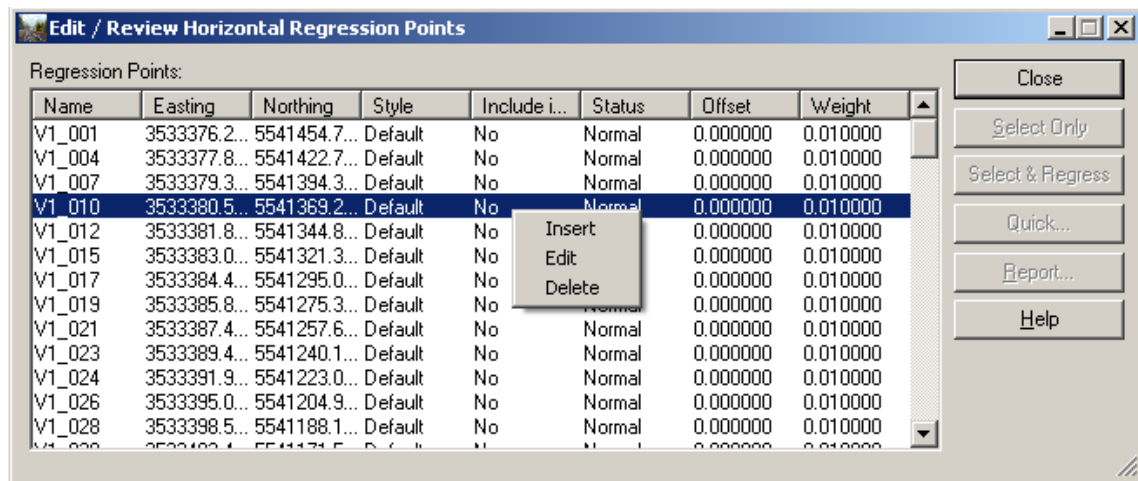 Edit / Review Horizontal Regression Points
Regression Points:
Name Easting Northing Style Include i... Status Offset Weight
V1_001 3533376.2... 5541454.7... Default No Normal 0.000000 0.010000
V1_004 3533377.8... 5541422.7... Default No Normal 0.000000 0.010000
V1_007 3533379.3... 5541394.3... Default No Normal 0.000000 0.010000
V1_010 3533380.5... 5541369.2... Default No Normal 0.000000 0.010000
V1_012 3533381.8... 5541344.8... Default No 0.000000 0.010000
V1_015 3533383.0... 5541321.3... Default No 0.000000 0.010000
V1_017 3533384.4... 5541295.0... Default No 0.000000 0.010000
V1_019 3533385.8... 5541275.3... Default No Normal 0.000000 0.010000
V1_021 3533387.4... 5541257.6... Default No Normal 0.000000 0.010000
V1_023 3533389.4... 5541240.1... Default No Normal 0.000000 0.010000
V1_024 3533391.9... 5541223.0... Default No Normal 0.000000 0.010000
V1_026 3533395.0... 5541204.9... Default No Normal 0.000000 0.010000
V1_028 3533398.5... 5541188.1... Default No Normal 0.000000 0.010000
Insert
Edit
Delete
Close
Select Only
Select & Regress
Quick...
Report...
Help